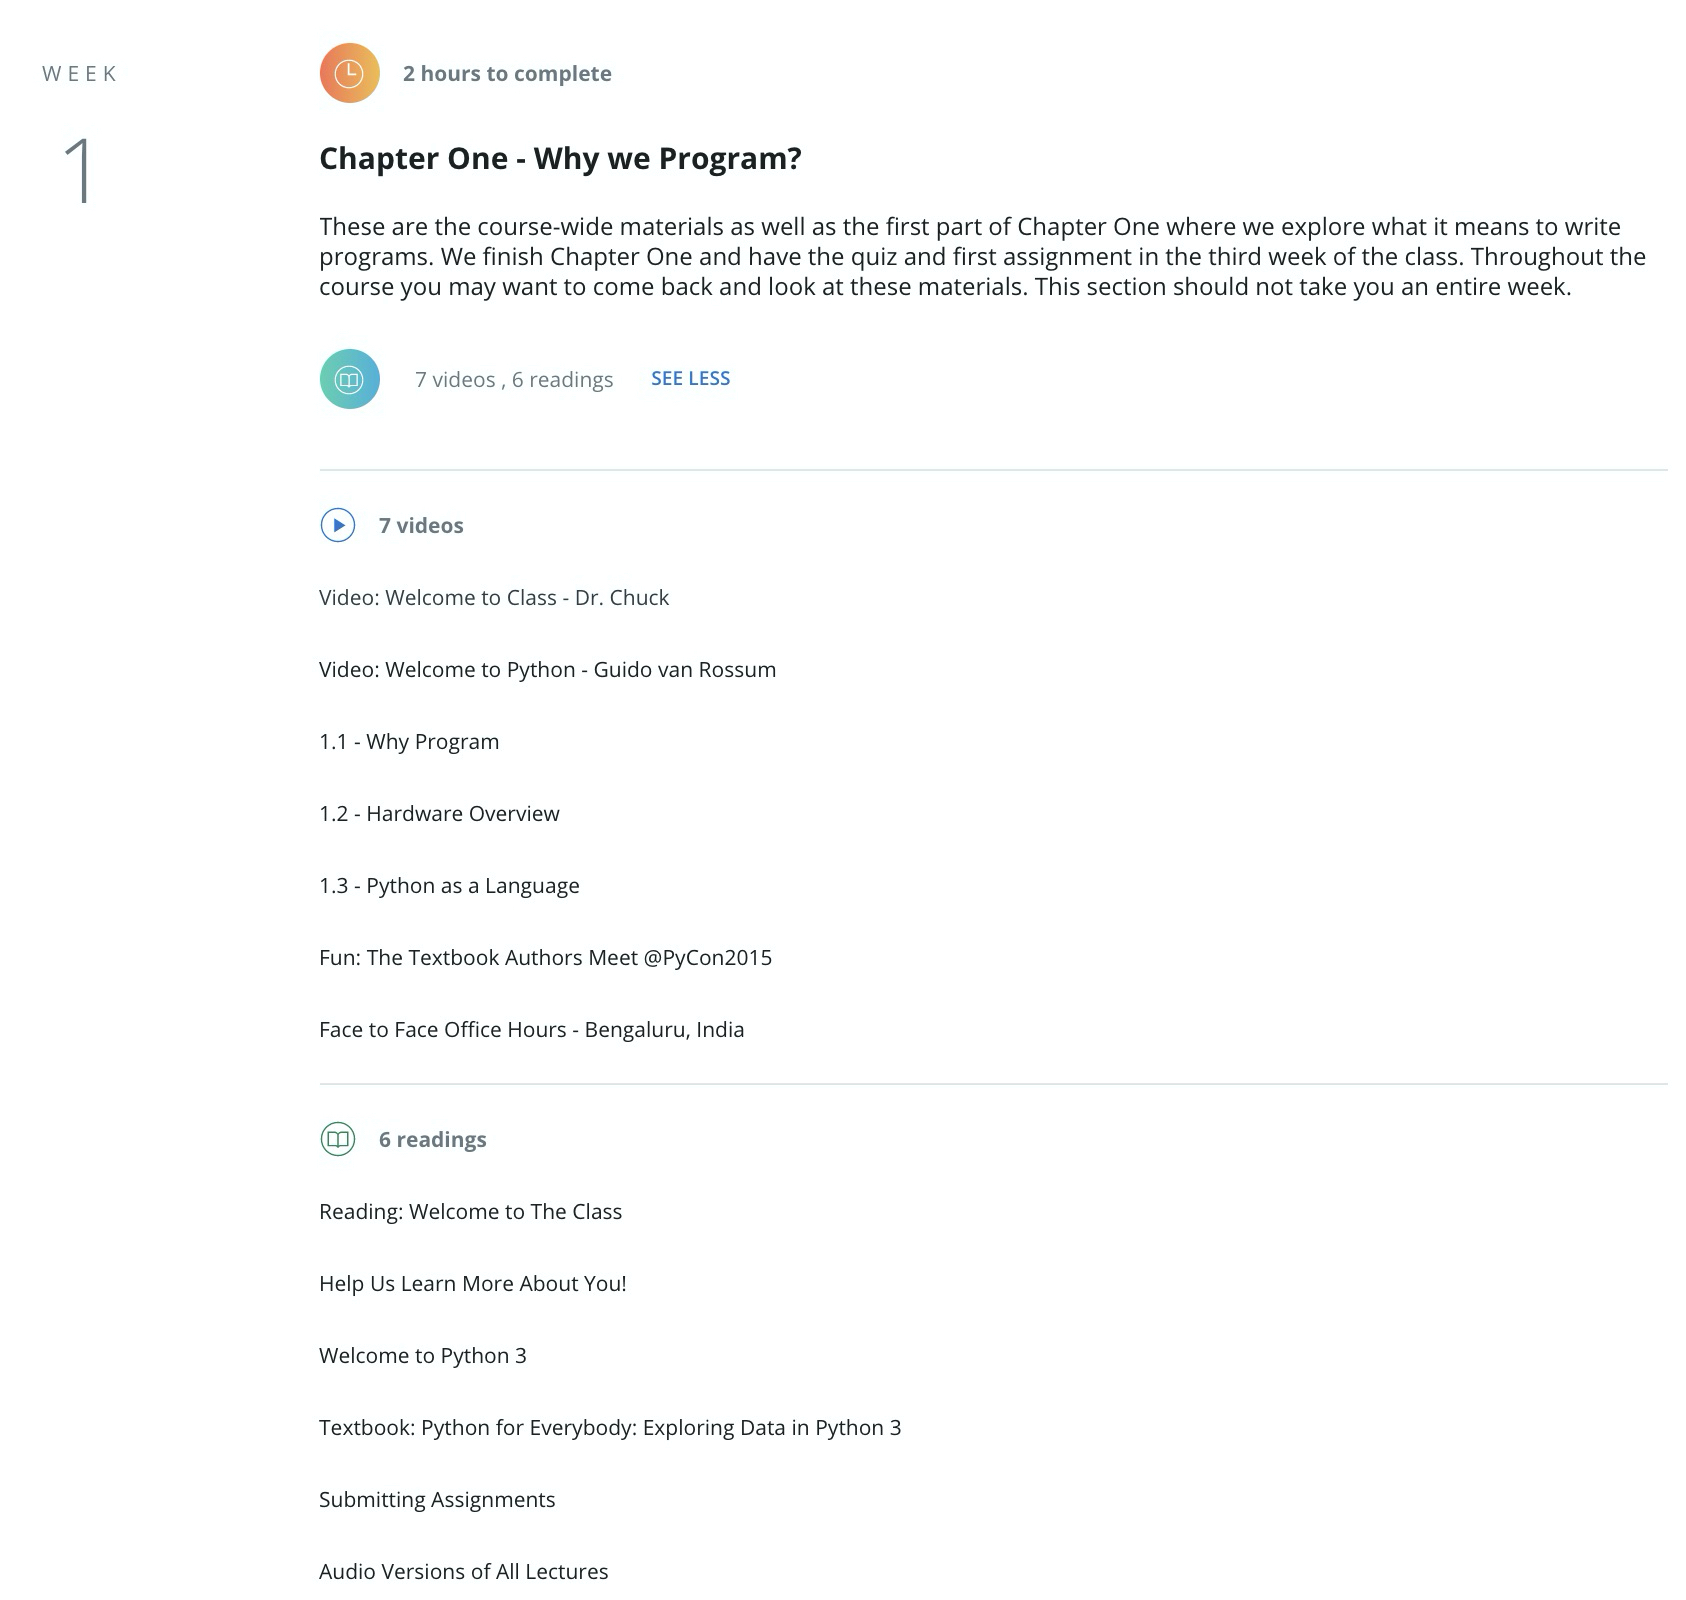 WEEK
1
2 hours to complete
Chapter One - Why we Program?
These are the course-wide materials as well as the first part of Chapter One where we explore what it means to write
programs. We finish Chapter One and have the quiz and first assignment in the third week of the class. Throughout the
course you may want to come back and look at these materials. This section should not take you an entire week.
7 videos , 6 readings SEE LESS
7 videos
Video: Welcome to Class - Dr. Chuck
Video: Welcome to Python - Guido van Rossum
1.1 - Why Program
1.2 - Hardware Overview
1.3 - Python as a Language
Fun: The Textbook Authors Meet @PyCon2015
Face to Face Office Hours - Bengaluru, India
6 readings
Reading: Welcome to The Class
Help Us Learn More About You!
Welcome to Python 3
Textbook: Python for Everybody: Exploring Data in Python 3
Submitting Assignments
Audio Versions of All Lectures